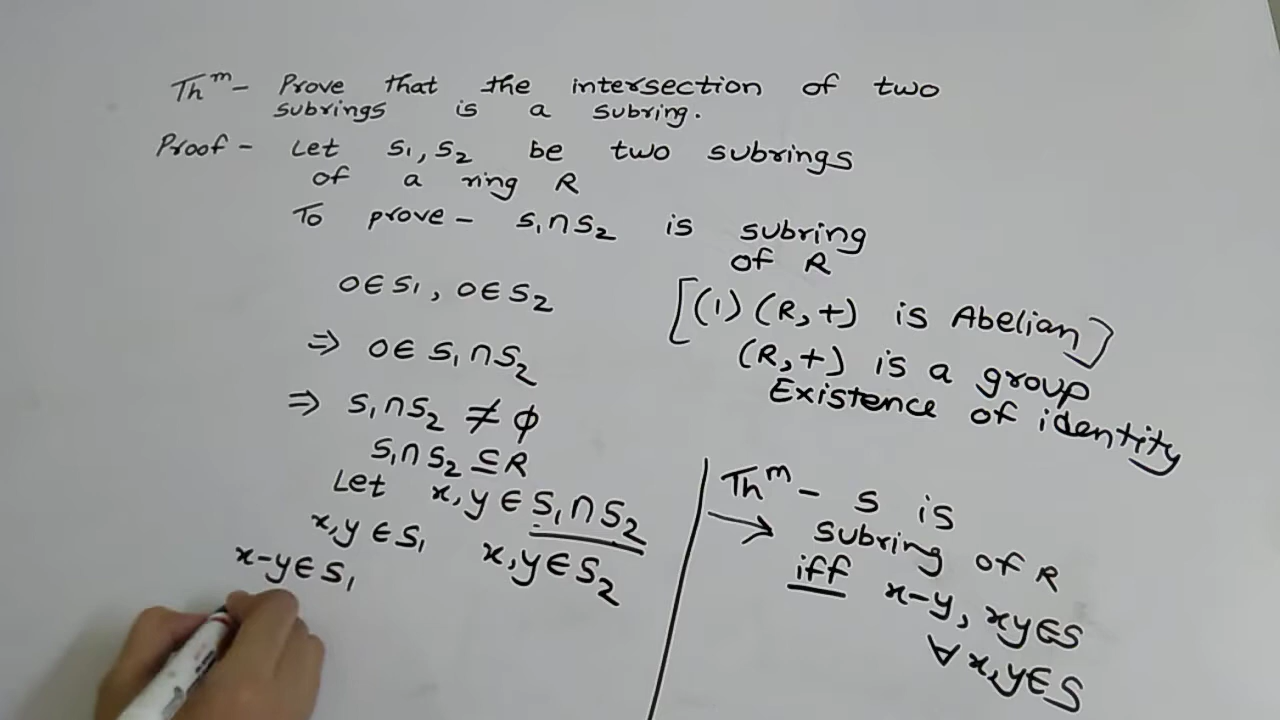 Thᵐ- Prove that the intersection of two
subrings is a subring.
Proof - Let S₁, S₂ be two subrings
of a ring R
To prove - S₁∩S₂ is subring
of R
0∈S₁, 0∈S₂
⇒ 0∈ S₁∩S₂
⇒ S₁∩S₂ ≠ ϕ
S₁∩S₂ ⊆R
Let x,y ∈ S₁∩S₂
x,y ∈S₁ x,y∈S₂
x-y∈S₁
[(1) (R,+) is Abelian]
(R,+) is a group
Existence of identity
Thᵐ- S is
→ subring of R
iff x-y, xy∈S
∀ x,y∈S